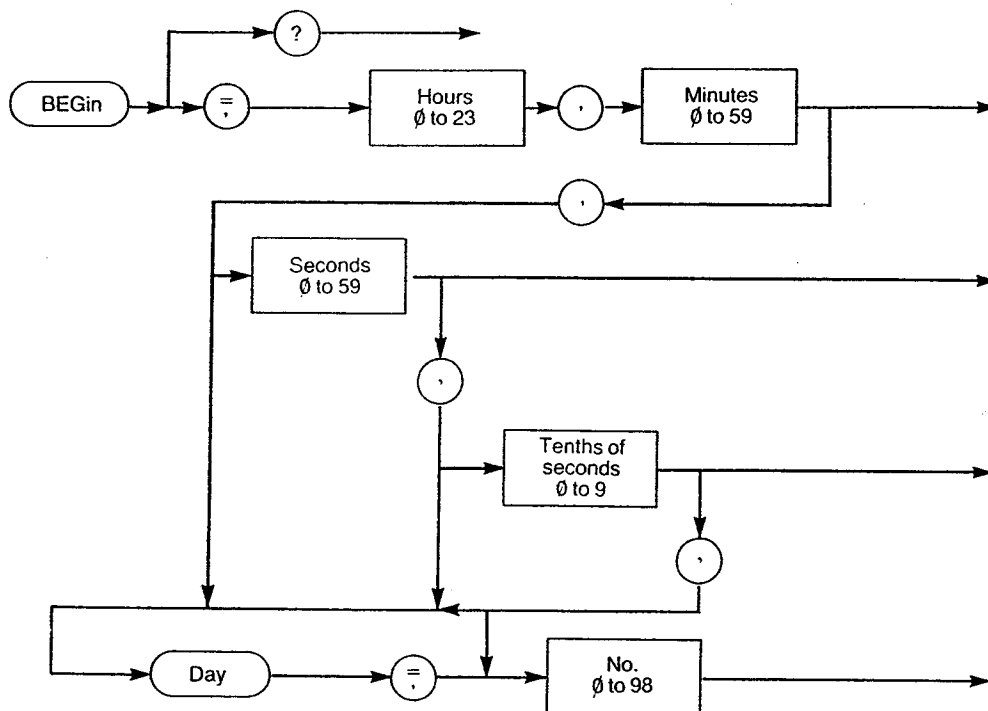 ?
BEGin
=
,
Hours
Ø to 23
,
Minutes
Ø to 59
,
Seconds
Ø to 59
,
Tenths of
seconds
Ø to 9
,
Day
=
,
No.
Ø to 98